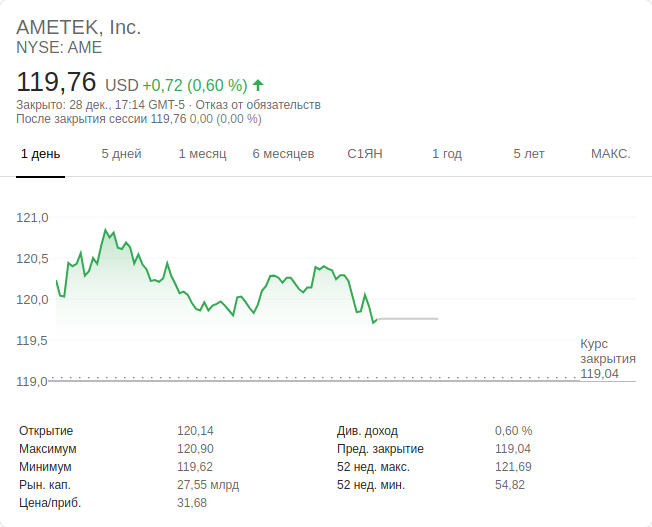 AMETEK, Inc.
NYSE: AME
119,76 USD +0,72 (0,60 %)
Закрыто: 28 дек., 17:14 GMT-5 · Отказ от обязательств
После закрытия сессии 119,76 0,00 (0,00 %)
1 день 5 дней 1 месяц 6 месяцев С1ЯН 1 год 5 лет МАКС.
121,0
120,5
120,0
119,5
119,0
Курс
закрытия
119,04
Открытие 120,14 Див. доход 0,60 %
Максимум 120,90 Пред. закрытие 119,04
Минимум 119,62 52 нед. макс. 121,69
Рын. кап. 27,55 млрд 52 нед. мин. 54,82
Цена/приб. 31,68